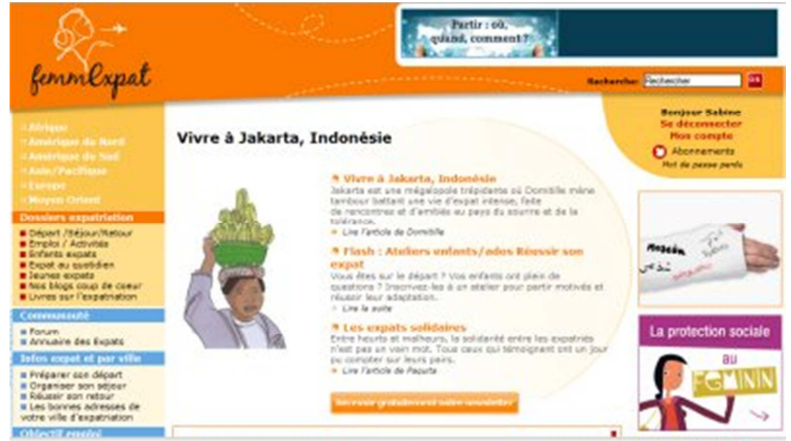 Partir : où,
quand, comment ?
femmExpat
Recherche: Rechercher OK
Bonjour Sabine
Se déconnecter
Mon compte
Abonnements
Mot de passe perdu
Afrique
Amérique du Nord
Amérique du Sud
Asie/Pacifique
Europe
Moyen Orient
Dossiers expatriation
Départ /Séjour/Retour
Emploi / Activités
Enfants expats
Expat au quotidien
Jeunes expats
Nos blogs coup de coeur
Livres sur l'expatriation
Communauté
Forum
Annuaire des Expats
Infos expat et par ville
Préparer son départ
Organiser son séjour
Réussir son retour
Les bonnes adresses de
votre ville d'expatriation
Objectif emploi
Vivre à Jakarta, Indonésie
Vivre à Jakarta, Indonésie
Jakarta est une mégalopole trépidante où Domitille mène
tambour battant une vie d'expat intense, faite
de rencontres et d'amitiés au pays du sourire et de la
tolérance.
Lire l'article de Domitille
Flash : Ateliers enfants/ados Réussir son
expat
Vous êtes sur le départ ? Vos enfants ont plein de
questions ? Inscrivez-les à un atelier pour partir motivés et
réussir leur adaptation.
Lire la suite
Les expats solidaires
Entre heurts et malheurs, la solidarité entre les expatriés
n'est pas un vain mot. Tous ceux qui témoignent ont un jour
pu compter sur leurs pairs.
Lire l'article de Paquita
Recevoir gratuitement notre newsletter
La protection sociale
au
FÉMININ